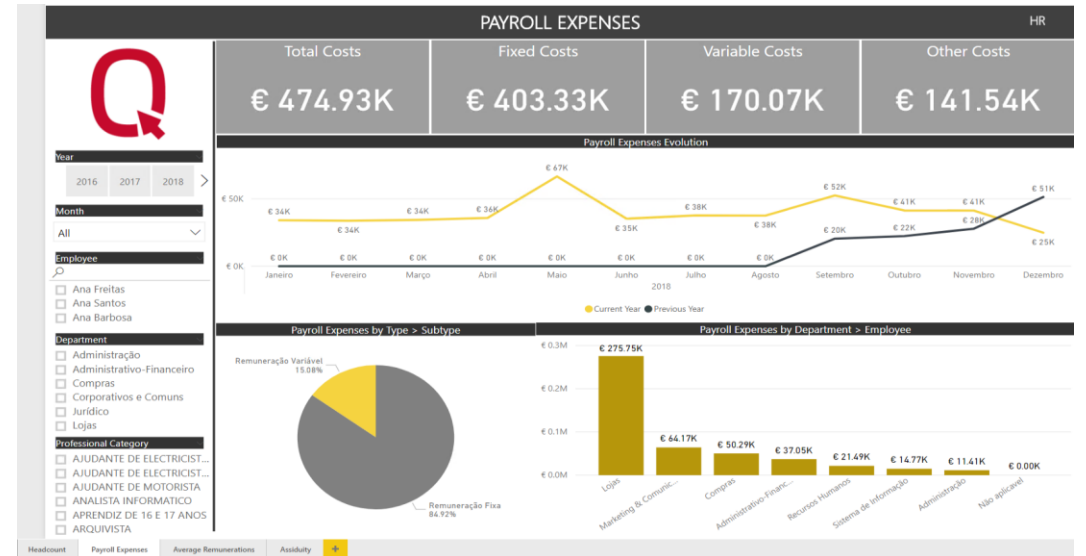 PAYROLL EXPENSES
HR
Total Costs
€ 474.93K
Fixed Costs
€ 403.33K
Variable Costs
€ 170.07K
Other Costs
€ 141.54K
Year
2016 2017 2018
Month
All
Employee
Ana Freitas
Ana Santos
Ana Barbosa
Department
Administração
Administrativo-Financeiro
Compras
Corporativos e Comuns
Jurídico
Lojas
Professional Category
AJUDANTE DE ELECTRICIST...
AJUDANTE DE ELECTRICIST...
AJUDANTE DE MOTORISTA
ANALISTA INFORMATICO
APRENDIZ DE 16 E 17 ANOS
ARQUIVISTA
Payroll Expenses Evolution
€ 50K
€ 0K
€ 34K € 34K € 34K € 36K € 67K € 35K € 38K € 38K € 52K € 41K € 41K € 25K
€ 0K € 0K € 0K € 0K € 0K € 0K € 0K € 0K € 20K € 22K € 28K € 51K
Janeiro Fevereiro Março Abril Maio Junho Julho Agosto Setembro Outubro Novembro Dezembro
2018
Current Year Previous Year
Payroll Expenses by Type > Subtype
Remuneração Variável
15.08%
Remuneração Fixa
84.92%
Payroll Expenses by Department > Employee
€ 0.3M
€ 0.2M
€ 0.1M
€ 0.0M
€ 275.75K € 64.17K € 50.29K € 37.05K € 21.49K € 14.77K € 11.41K € 0.00K
Lojas
Marketing & Comunic...
Compras
Administrativo-Financ...
Recursos Humanos
Sistema de Informação
Administração
Não aplicavel
Headcount Payroll Expenses Average Remunerations Assiduity +